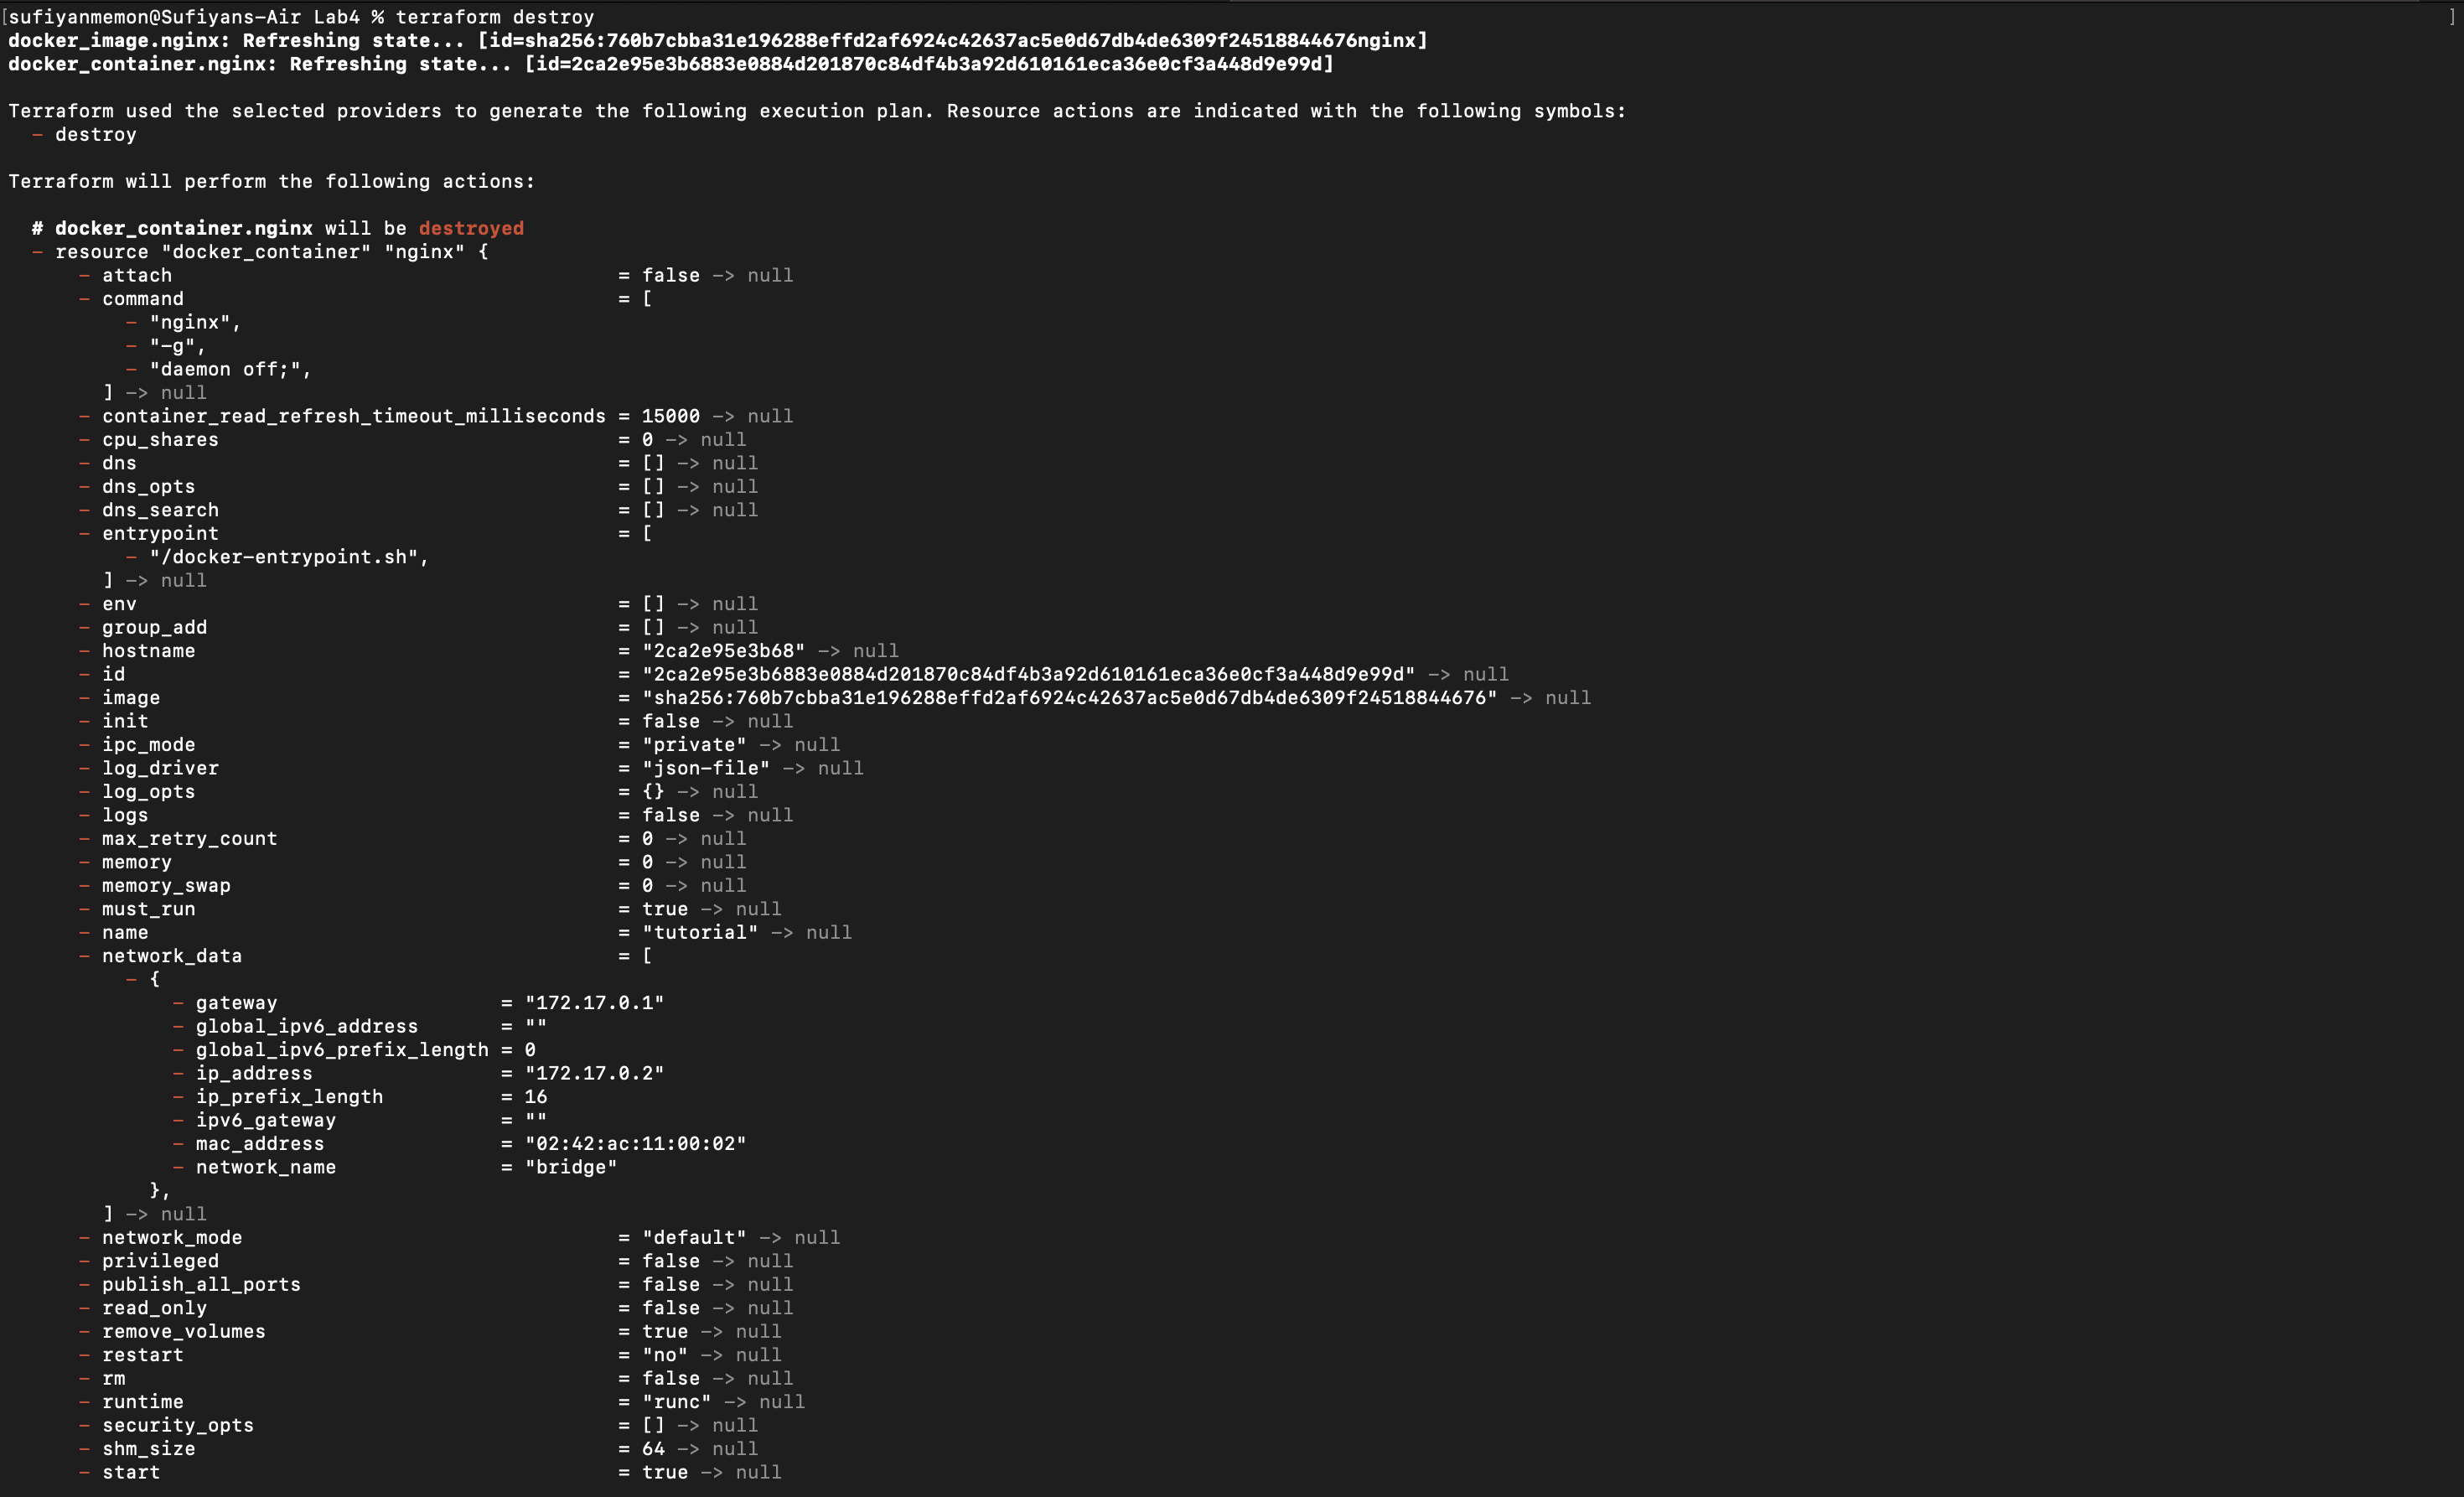 [sufiyanmemon@Sufiyans-Air Lab4 % terraform destroy ]
docker_image.nginx: Refreshing state... [id=sha256:760b7cbba31e196288effd2af6924c42637ac5e0d67db4de6309f24518844676nginx]
docker_container.nginx: Refreshing state... [id=2ca2e95e3b6883e0884d201870c84df4b3a92d610161eca36e0cf3a448d9e99d]

Terraform used the selected providers to generate the following execution plan. Resource actions are indicated with the following symbols:
  - destroy

Terraform will perform the following actions:

  # docker_container.nginx will be destroyed
  - resource "docker_container" "nginx" {
      - attach                                      = false -> null
      - command                                     = [
          - "nginx",
          - "-g",
          - "daemon off;",
        ] -> null
      - container_read_refresh_timeout_milliseconds = 15000 -> null
      - cpu_shares                                  = 0 -> null
      - dns                                         = [] -> null
      - dns_opts                                    = [] -> null
      - dns_search                                  = [] -> null
      - entrypoint                                  = [
          - "/docker-entrypoint.sh",
        ] -> null
      - env                                         = [] -> null
      - group_add                                   = [] -> null
      - hostname                                    = "2ca2e95e3b68" -> null
      - id                                          = "2ca2e95e3b6883e0884d201870c84df4b3a92d610161eca36e0cf3a448d9e99d" -> null
      - image                                       = "sha256:760b7cbba31e196288effd2af6924c42637ac5e0d67db4de6309f24518844676" -> null
      - init                                        = false -> null
      - ipc_mode                                    = "private" -> null
      - log_driver                                  = "json-file" -> null
      - log_opts                                    = {} -> null
      - logs                                        = false -> null
      - max_retry_count                             = 0 -> null
      - memory                                      = 0 -> null
      - memory_swap                                 = 0 -> null
      - must_run                                    = true -> null
      - name                                        = "tutorial" -> null
      - network_data                                = [
          - {
              - gateway                   = "172.17.0.1"
              - global_ipv6_address       = ""
              - global_ipv6_prefix_length = 0
              - ip_address                = "172.17.0.2"
              - ip_prefix_length          = 16
              - ipv6_gateway              = ""
              - mac_address               = "02:42:ac:11:00:02"
              - network_name              = "bridge"
            },
        ] -> null
      - network_mode                                = "default" -> null
      - privileged                                  = false -> null
      - publish_all_ports                           = false -> null
      - read_only                                   = false -> null
      - remove_volumes                              = true -> null
      - restart                                     = "no" -> null
      - rm                                          = false -> null
      - runtime                                     = "runc" -> null
      - security_opts                               = [] -> null
      - shm_size                                    = 64 -> null
      - start                                       = true -> null